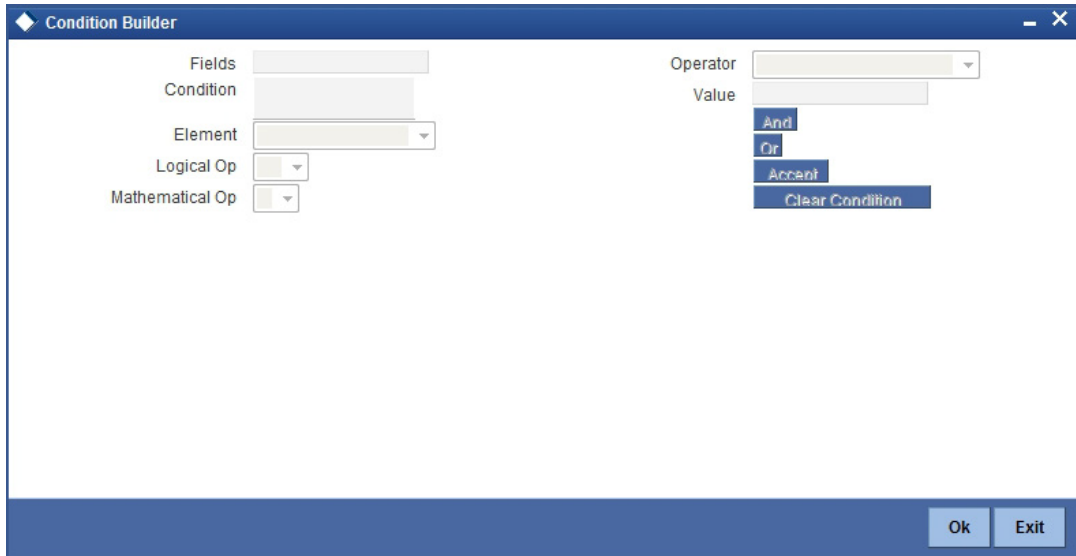 Condition Builder
Fields
Condition
Element
Logical Op
Mathematical Op
Operator
Value
And
Or
Accept
Clear Condition
Ok
Exit